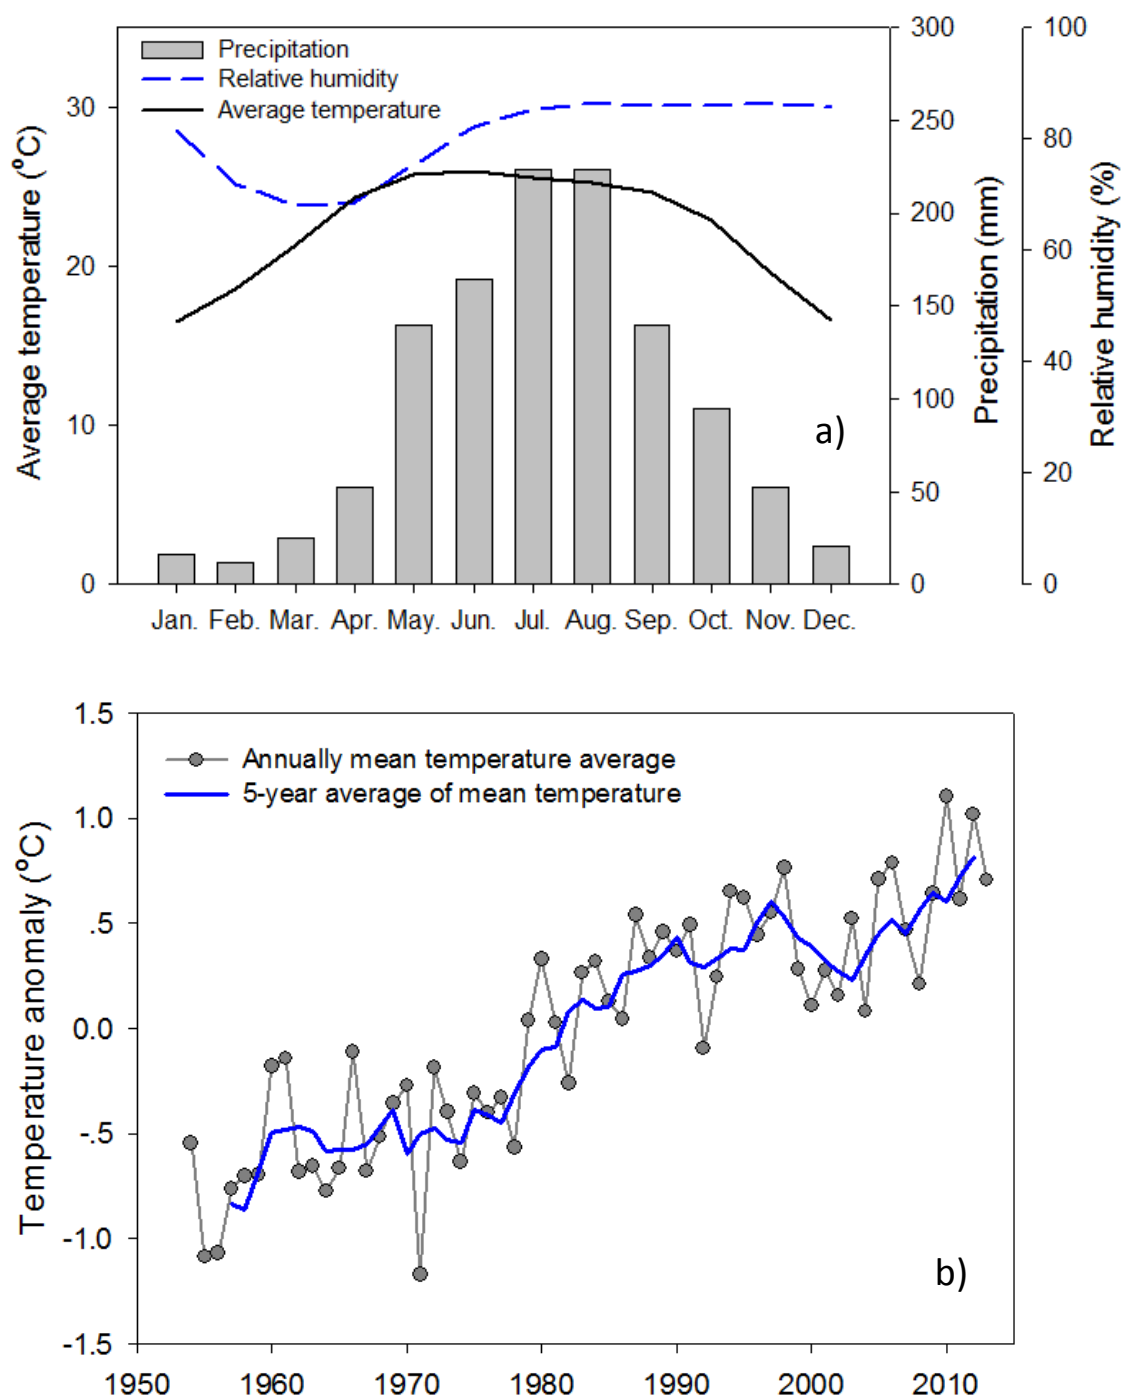 Precipitation
Relative humidity
Average temperature
Average temperature (°C)
30
20
10
0
Precipitation (mm)
300
250
200
150
100
50
0
Relative humidity (%)
100
80
60
40
20
0
a)
Jan. Feb. Mar. Apr. May. Jun. Jul. Aug. Sep. Oct. Nov. Dec.
Annually mean temperature average
5-year average of mean temperature
Temperature anomaly (°C)
1.5
1.0
.5
0.0
-.5
-1.0
-1.5
b)
1950 1960 1970 1980 1990 2000 2010